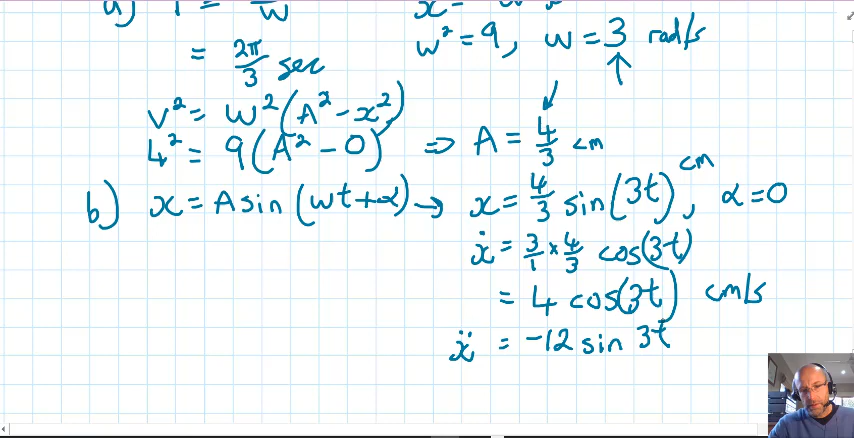 a) T = — w
x =
= 2π/3 sec
w² = 9, w = 3 rad/s
v² = w²(A² - x²)
4² = 9(A² - 0) => A = 4/3 cm
b) x = A sin (wt+α) → x = 4/3 sin(3t) cm, α = 0
ẋ = 3/1 × 4/3 cos(3t)
= 4 cos(3t) cm/s
ẍ = -12 sin 3t